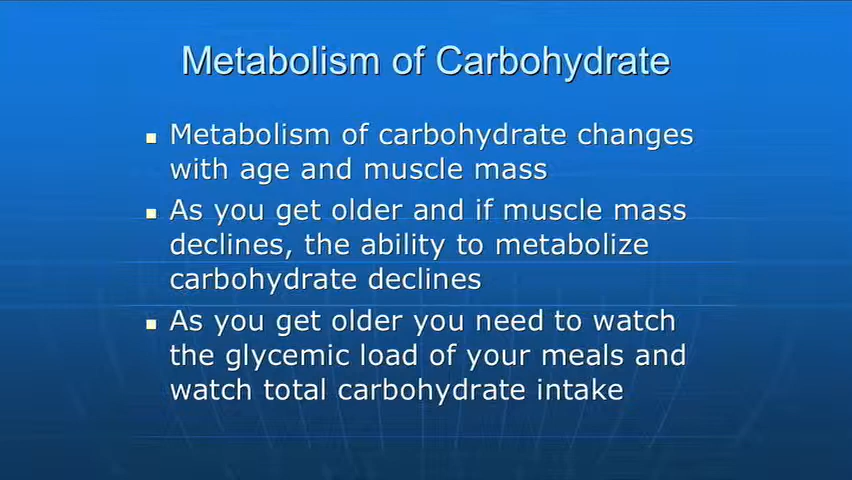 Metabolism of Carbohydrate
Metabolism of carbohydrate changes
with age and muscle mass
As you get older and if muscle mass
declines, the ability to metabolize
carbohydrate declines
As you get older you need to watch
the glycemic load of your meals and
watch total carbohydrate intake